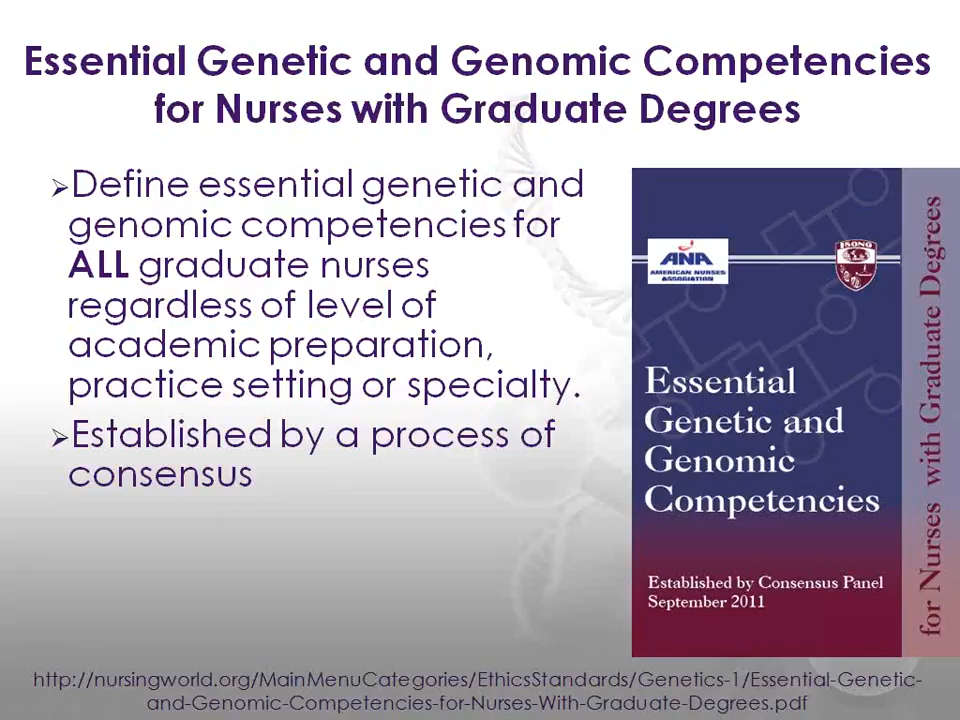 Essential Genetic and Genomic Competencies
for Nurses with Graduate Degrees
➢Define essential genetic and
genomic competencies for
ALL graduate nurses
regardless of level of
academic preparation,
practice setting or specialty.
➢Established by a process of
consensus
ANA
AMERICAN NURSES
ASSOCIATION
ISONG
Essential
Genetic and
Genomic
Competencies
Established by Consensus Panel
September 2011
for Nurses with Graduate Degrees
http://nursingworld.org/MainMenuCategories/EthicsStandards/Genetics-1/Essential-Genetic-
and-Genomic-Competencies-for-Nurses-With-Graduate-Degrees.pdf